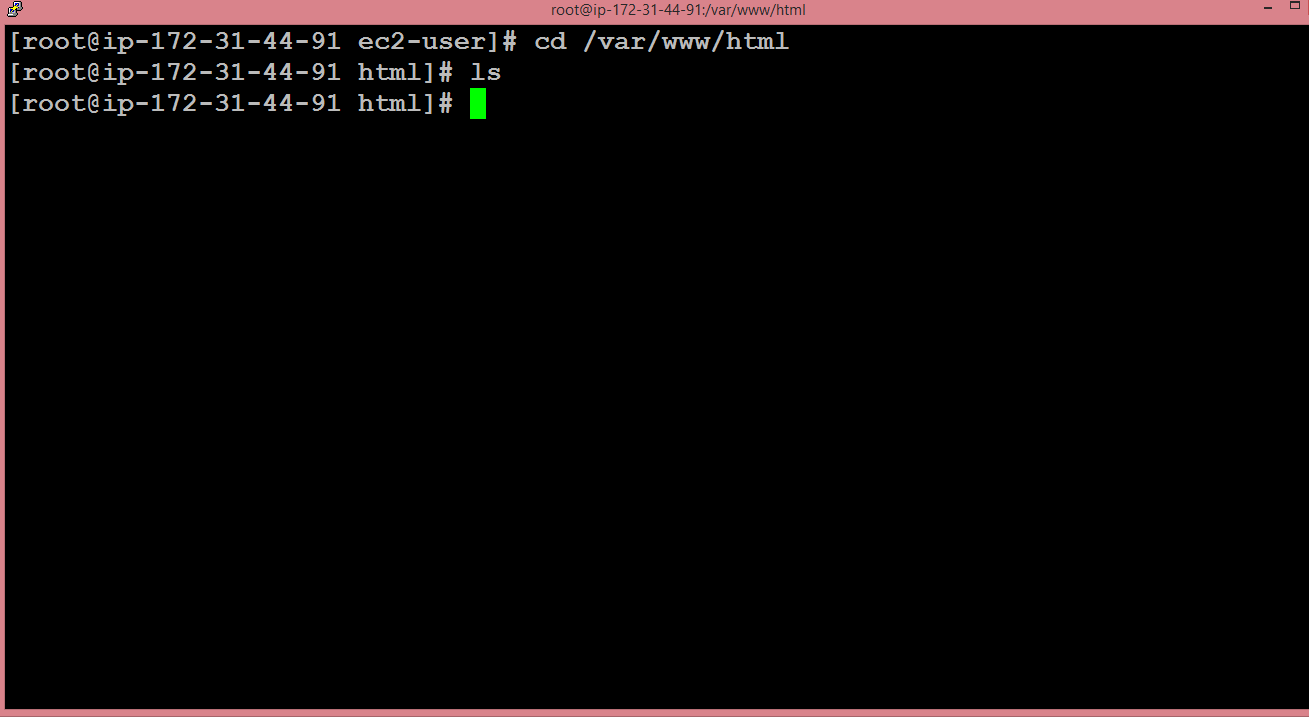 root@ip-172-31-44-91:/var/www/html
[root@ip-172-31-44-91 ec2-user]# cd /var/www/html
[root@ip-172-31-44-91 html]# ls
[root@ip-172-31-44-91 html]#